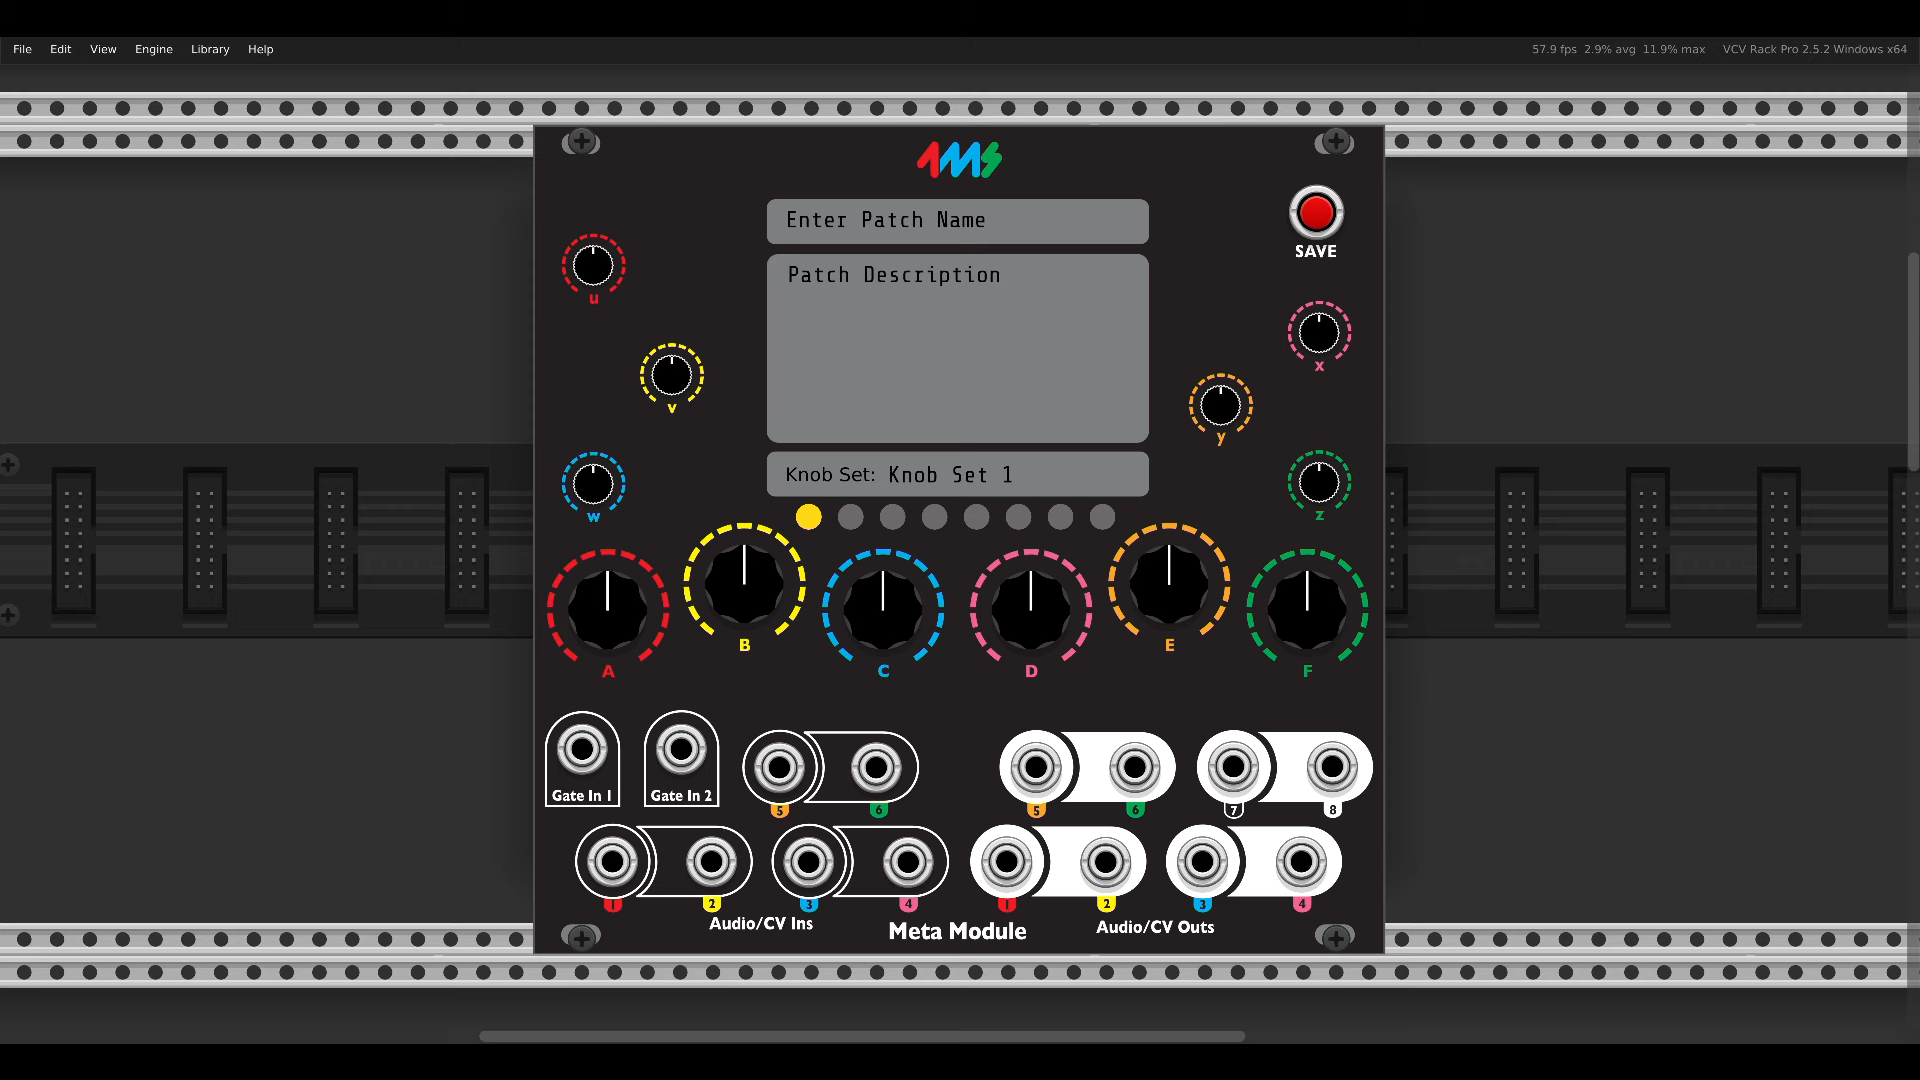 File Edit View Engine Library Help
57.9 fps 2.9% avg 11.9% max VCV Rack Pro 2.5.2 Windows x64
4MS
Enter Patch Name
SAVE
Patch Description
u
x
v
y
Knob Set: Knob Set 1
w
z
B
E
A
C
D
F
Gate In 1
Gate In 2
5 6 5 6 7 8
1 2 3 4 1 2 3 4
Audio/CV Ins
Meta Module
Audio/CV Outs